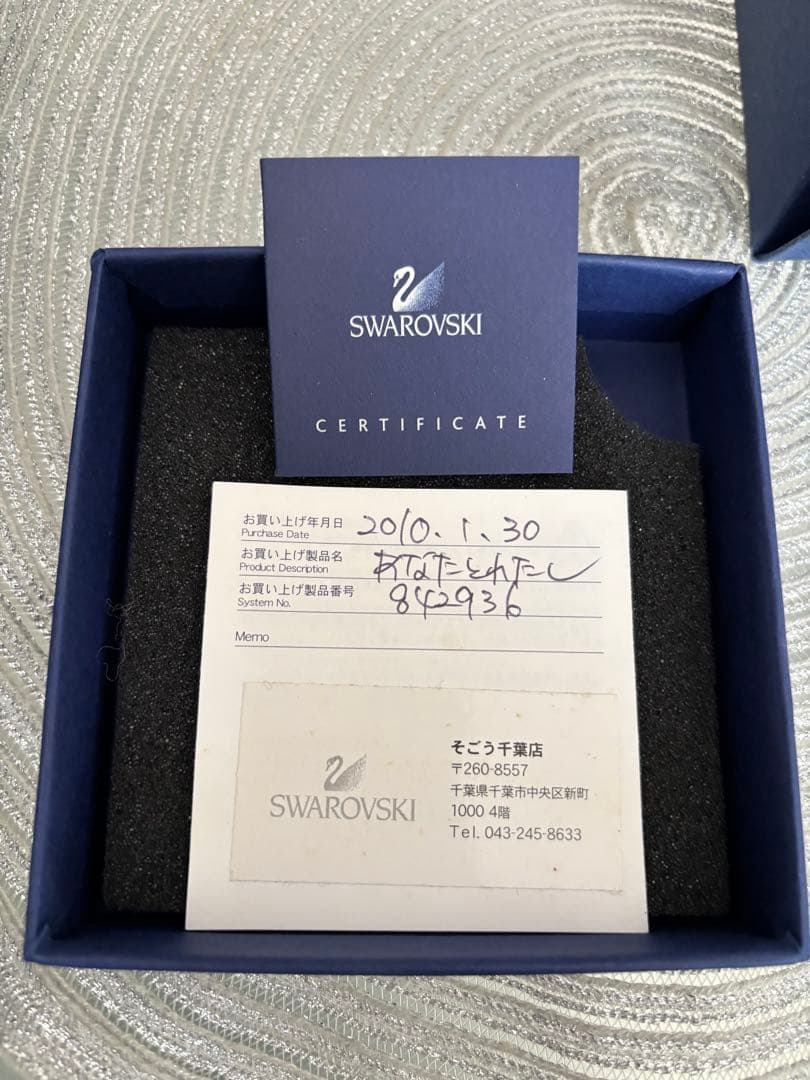 SWAROVSKI
CERTIFICATE
お買い上げ年月日 2010.1.30
Purchase Date
お買い上げ製品名 あなたとわたし
Product Description
お買い上げ製品番号 842936
System No.
Memo
SWAROVSKI
そごう千葉店
〒260-8557
千葉県千葉市中央区新町
1000 4階
Tel. 043-245-8633